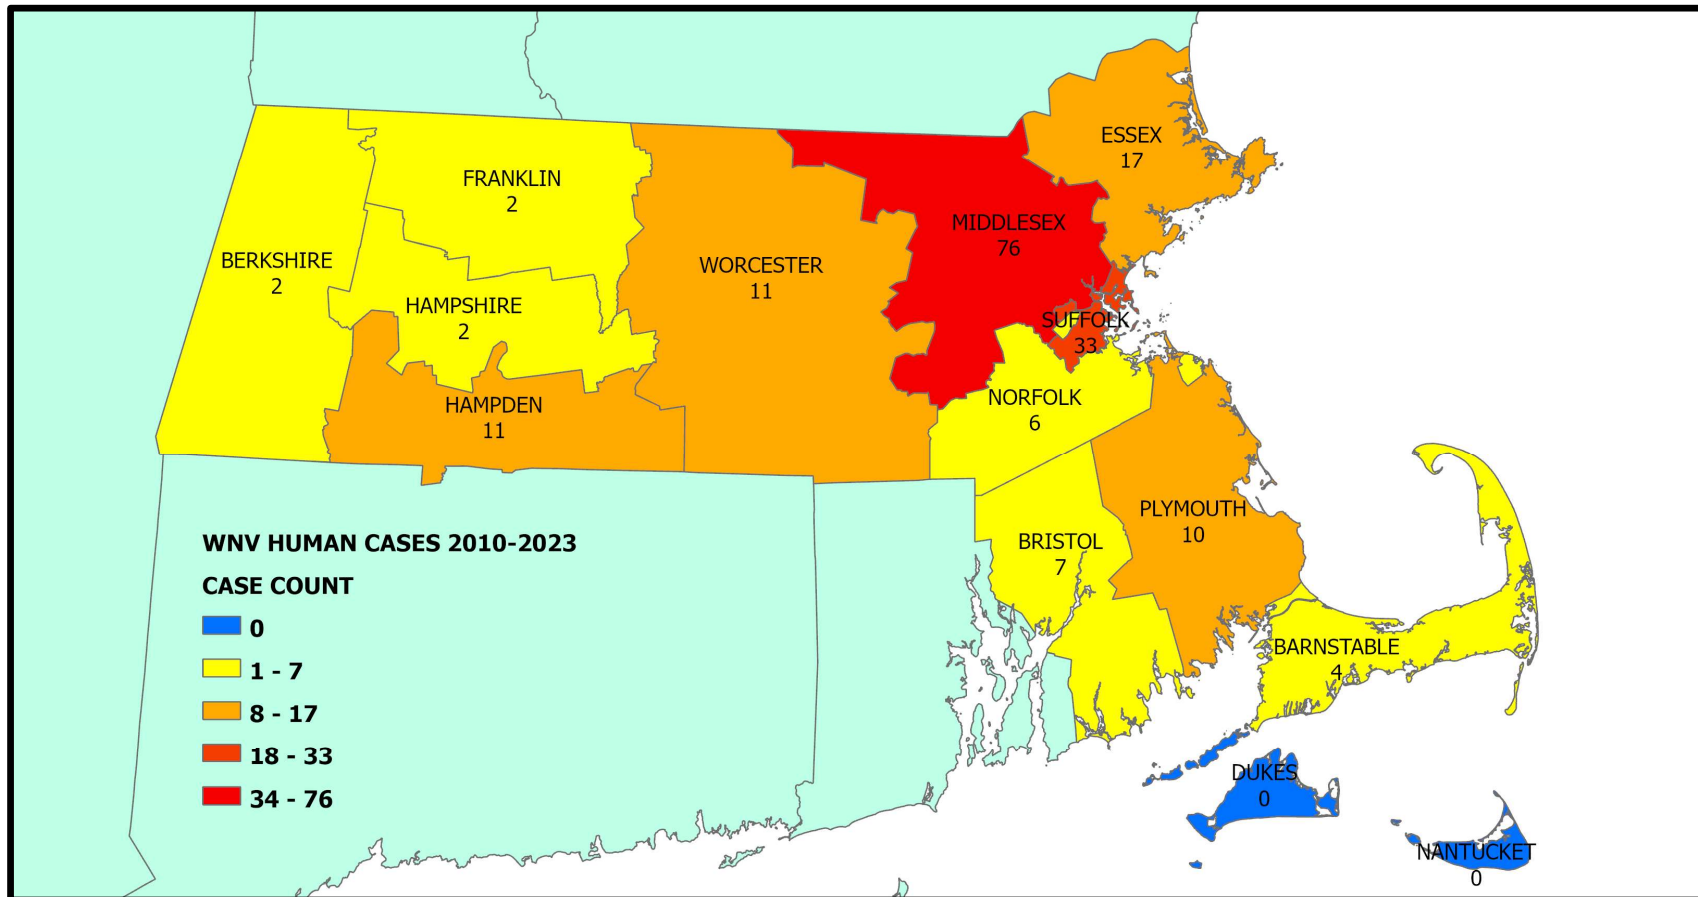 ESSEX
17
FRANKLIN
2
MIDDLESEX
76
BERKSHIRE
2
WORCESTER
11
HAMPSHIRE
2
SUFFOLK
33
HAMPDEN
11
NORFOLK
6
PLYMOUTH
10
BRISTOL
7
BARNSTABLE
4
DUKES
0
NANTUCKET
0
WNV HUMAN CASES 2010-2023
CASE COUNT
0
1 - 7
8 - 17
18 - 33
34 - 76